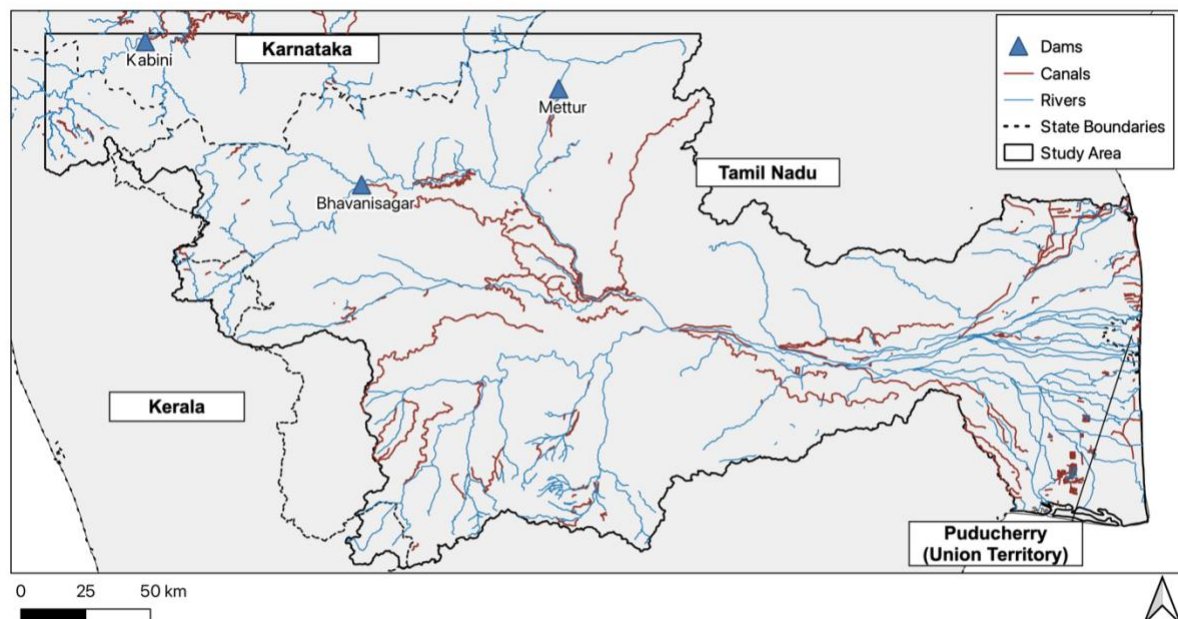 Karnataka
Kabini
Mettur
Bhavanisagar
Tamil Nadu
Kerala
Puducherry
(Union Territory)
Dams
Canals
Rivers
State Boundaries
Study Area
0 25 50 km